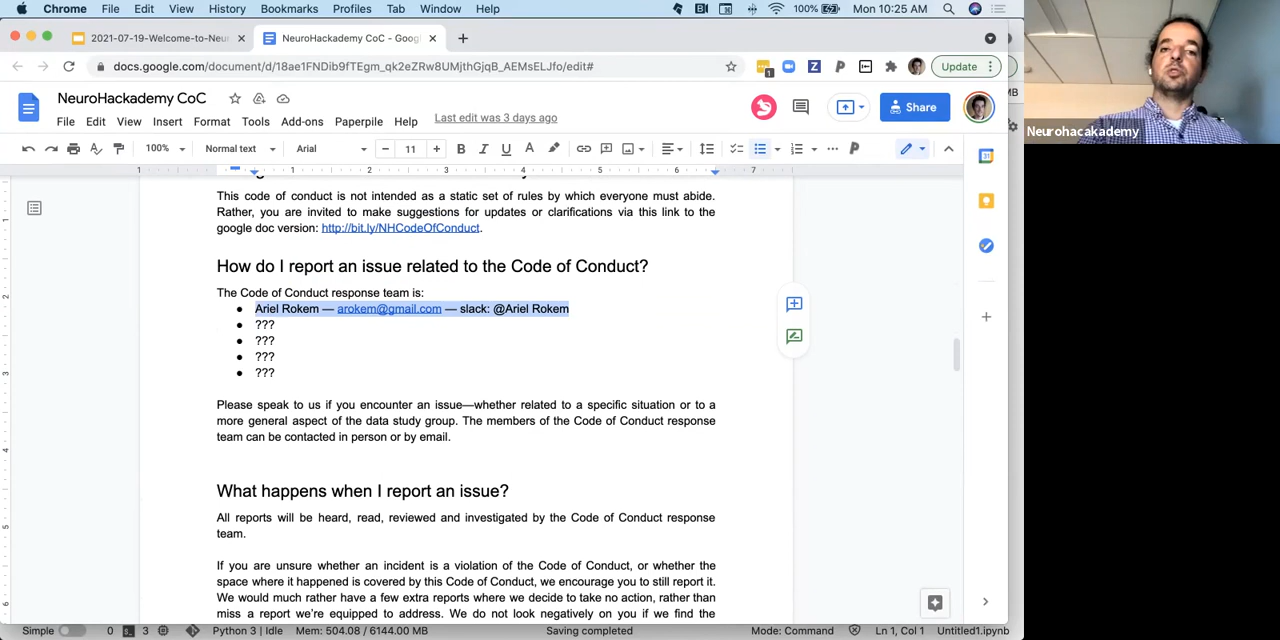 Chrome File Edit View History Bookmarks Profiles Tab Window Help 100% Mon 10:25 AM
2021-07-19-Welcome-to-Neu
NeuroHackademy CoC - Goog
docs.google.com/document/d/1Bae1FNDib9fTEgm_qk2eZRw8UMjthGjqB_AEMsELJfo/edit#
1
Update
NeuroHackademy CoC
File Edit View Insert Format Tools Add-ons Paperpile Help Last edit was 3 days ago
Share
MB
Neurohacakademy
100% Normal text Arial 11 B I U A
1 1 2 3 4 5 6 7
This code of conduct is not intended as a static set of rules by which everyone must abide.
Rather, you are invited to make suggestions for updates or clarifications via this link to the
google doc version: http://bit.ly/NHCodeOfConduct.
How do I report an issue related to the Code of Conduct?
The Code of Conduct response team is:
● Ariel Rokem — arokem@gmail.com — slack: @Ariel Rokem
● ???
● ???
● ???
● ???
Please speak to us if you encounter an issue—whether related to a specific situation or to a
more general aspect of the data study group. The members of the Code of Conduct response
team can be contacted in person or by email.
What happens when I report an issue?
All reports will be heard, read, reviewed and investigated by the Code of Conduct response
team.
If you are unsure whether an incident is a violation of the Code of Conduct, or whether the
space where it happened is covered by this Code of Conduct, we encourage you to still report it.
We would much rather have a few extra reports where we decide to take no action, rather than
miss a report we're equipped to address. We do not look negatively on you if we find the
Simple 0 3 Python 3 | Idle Mem: 504.08 / 6144.00 MB Saving completed Mode: Command Ln 1, Col 1 Untitled1.ipynb